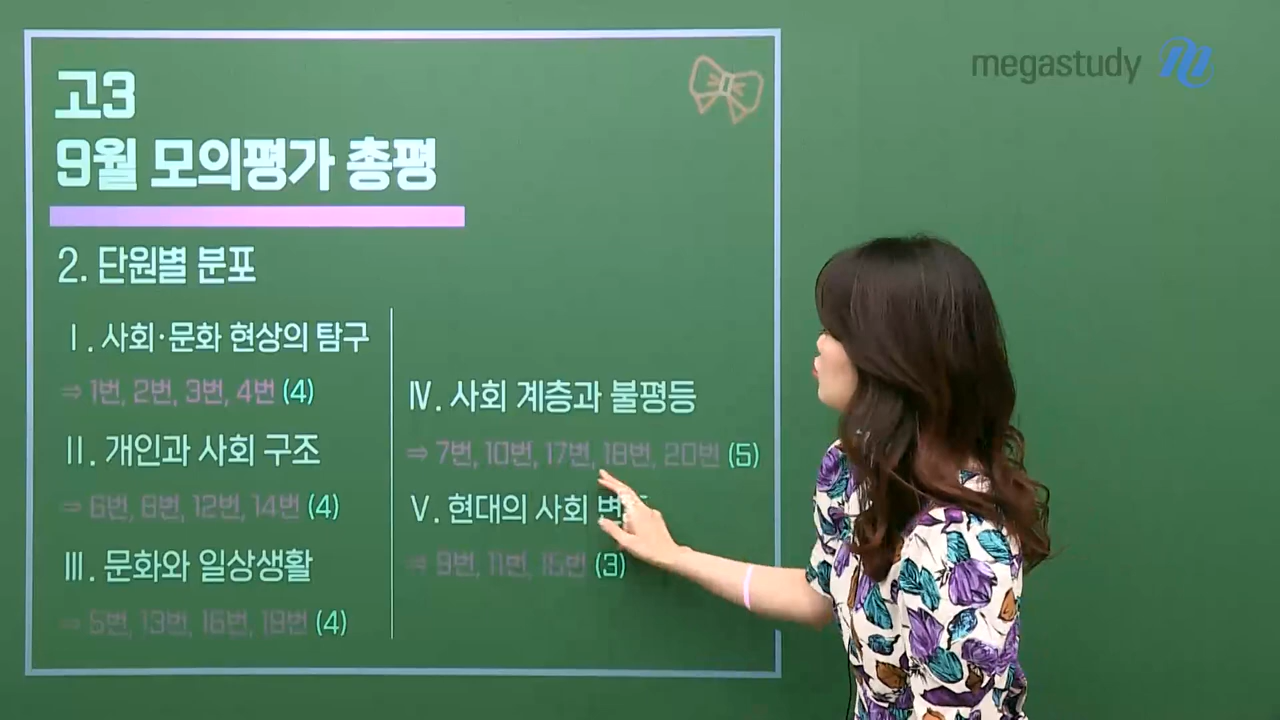 megastudy
고3
9월 모의평가 총평
2. 단원별 분포
Ⅰ. 사회·문화 현상의 탐구
⇒ 1번, 2번, 3번, 4번 (4)
Ⅱ. 개인과 사회 구조
⇒ 6번, 8번, 12번, 14번 (4)
Ⅲ. 문화와 일상생활
⇒ 5번, 13번, 16번, 19번 (4)
Ⅳ. 사회 계층과 불평등
⇒ 7번, 10번, 17번, 18번, 20번 (5)
Ⅴ. 현대의 사회
⇒ 9번, 11번, 15번 (3)